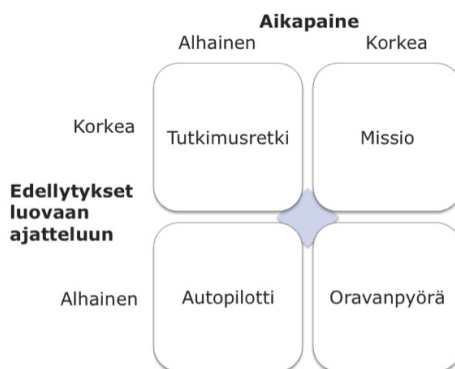 Aikapaine
Alhainen Korkea
Korkea Tutkimusretki Missio
Edellytykset
luovaan
ajatteluun
Alhainen Autopilotti Oravanpyörä